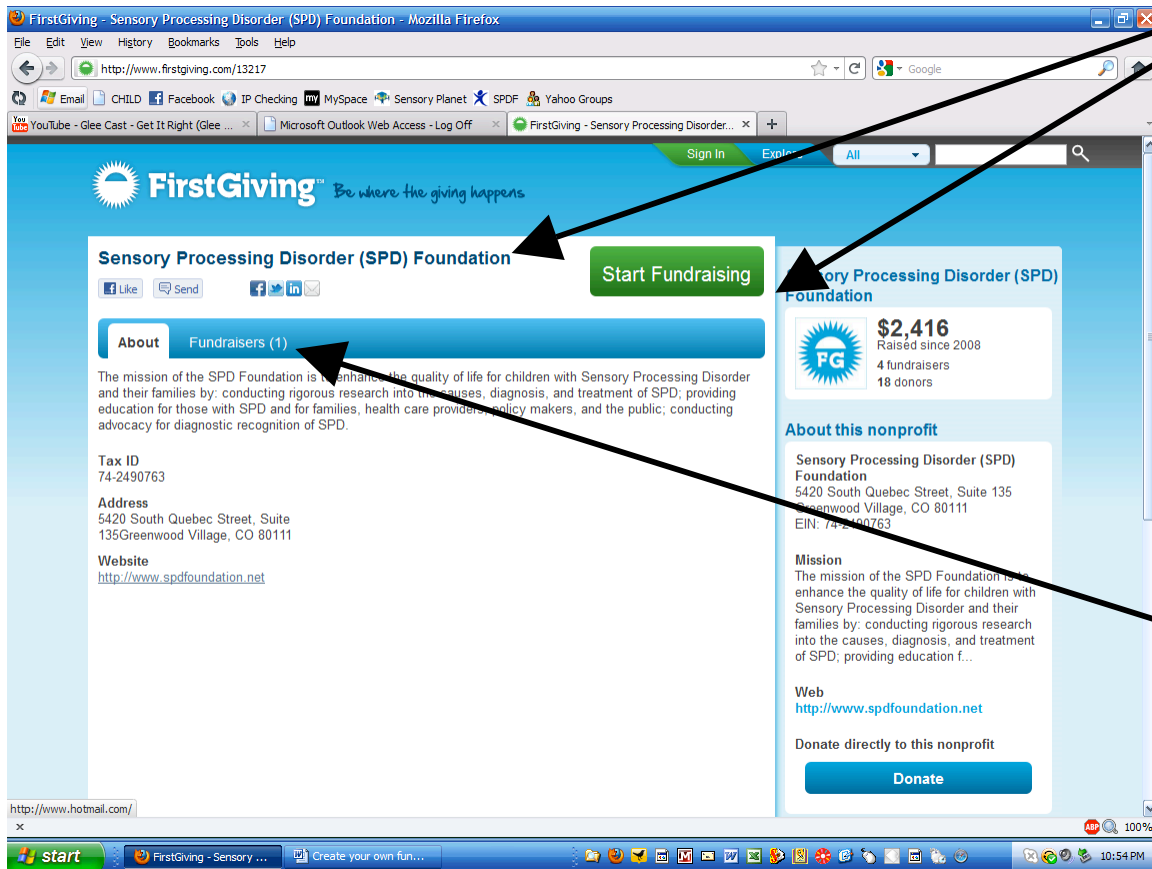 FirstGiving - Sensory Processing Disorder (SPD) Foundation - Mozilla Firefox
File Edit View History Bookmarks Tools Help
http://www.firstgiving.com/13217
Google
Email CHILD Facebook IP Checking my MySpace Sensory Planet SPDF Yahoo Groups
You Tube YouTube - Glee Cast - Get It Right (Glee ... × Microsoft Outlook Web Access - Log Off × FirstGiving - Sensory Processing Disorder... × +
Sign In Explore All
FirstGiving™ Be where the giving happens
Sensory Processing Disorder (SPD) Foundation
Start Fundraising
Like Send
About Fundraisers (1)
The mission of the SPD Foundation is to enhance the quality of life for children with Sensory Processing Disorder
and their families by: conducting rigorous research into the causes, diagnosis, and treatment of SPD; providing
education for those with SPD and for families, health care providers, policy makers, and the public; conducting
advocacy for diagnostic recognition of SPD.
Tax ID
74-2490763
Address
5420 South Quebec Street, Suite
135Greenwood Village, CO 80111
Website
http://www.spdfoundation.net
Sensory Processing Disorder (SPD)
Foundation
FG
$2,416
Raised since 2008
4 fundraisers
18 donors
About this nonprofit
Sensory Processing Disorder (SPD)
Foundation
5420 South Quebec Street, Suite 135
Greenwood Village, CO 80111
EIN: 74-2490763
Mission
The mission of the SPD Foundation is to
enhance the quality of life for children with
Sensory Processing Disorder and their
families by: conducting rigorous research
into the causes, diagnosis, and treatment
of SPD; providing education f...
Web
http://www.spdfoundation.net
Donate directly to this nonprofit
Donate
http://www.hotmail.com/
× ABP 100%
start FirstGiving - Sensory ... Create your own fun... 10:54 PM